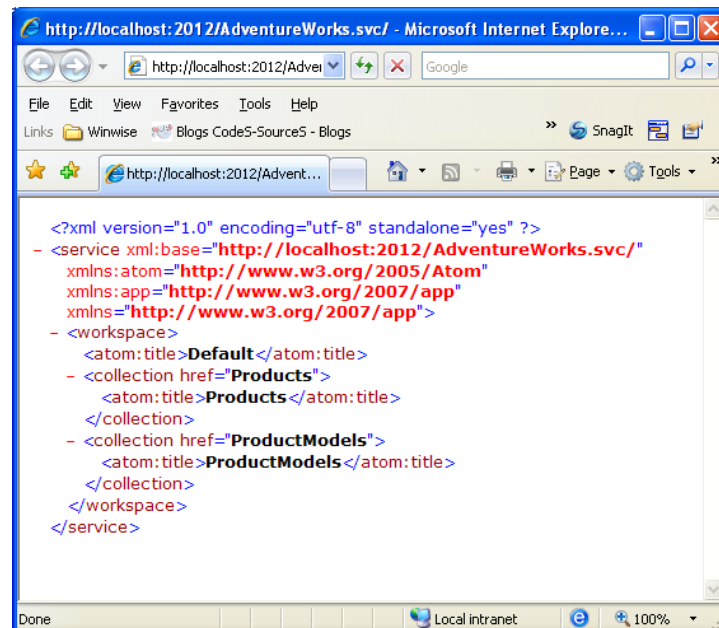 http://localhost:2012/AdventureWorks.svc/ - Microsoft Internet Explore...
http://localhost:2012/Adver
Google
File Edit View Favorites Tools Help
Links Winwise Blogs CodeS-SourceS - Blogs » SnagIt
http://localhost:2012/Advent... Page Tools »
<?xml version="1.0" encoding="utf-8" standalone="yes" ?>
- <service xml:base="http://localhost:2012/AdventureWorks.svc/"
xmlns:atom="http://www.w3.org/2005/Atom"
xmlns:app="http://www.w3.org/2007/app"
xmlns="http://www.w3.org/2007/app">
- <workspace>
<atom:title>Default</atom:title>
- <collection href="Products">
<atom:title>Products</atom:title>
</collection>
- <collection href="ProductModels">
<atom:title>ProductModels</atom:title>
</collection>
</workspace>
</service>
Done Local intranet 100%